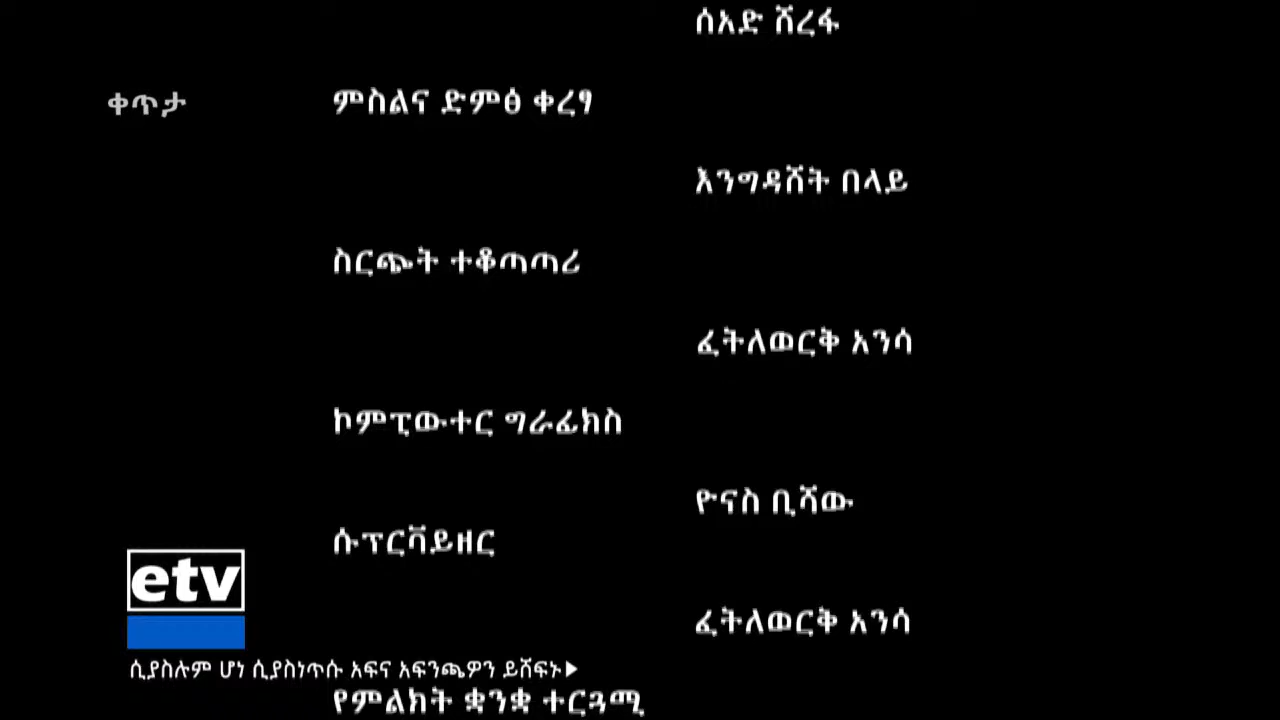 ሰአድ ሸረፋ
ቀጥታ
ምስልና ድምፅ ቀረፃ
እንግዳሸት በላይ
ስርጭት ተቆጣጣሪ
ፈትለወርቅ አንሳ
ኮምፒውተር ግራፊክስ
ዮናስ ቢሻው
ሱፐርቫይዘር
etv
ፈትለወርቅ አንሳ
ሲያስሉም ሆነ ሲያስነጥሱ አፍና አፍንጫዎን ይሸፍኑ
የምልክት ቋንቋ ተርጓሚ